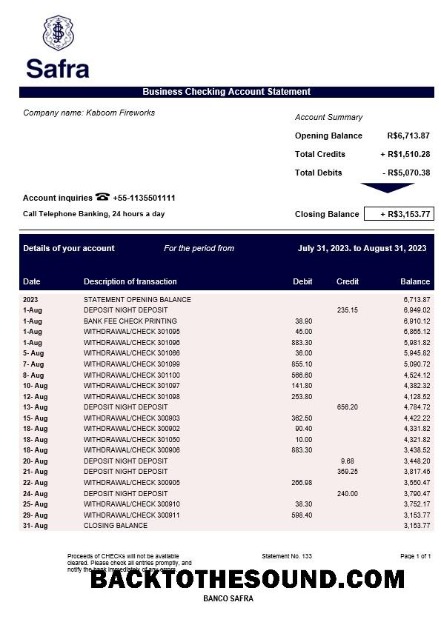 Safra
Business Checking Account Statement
Company name: Kaboom Fireworks
Account Summary
Opening Balance R$6,713.87
Total Credits + R$1,510.28
Total Debits - R$5,070.38
Account inquiries ☎ +55-1135501111
Call Telephone Banking, 24 hours a day
Closing Balance + R$3,153.77
Details of your account For the period from July 31, 2023. to August 31, 2023
Date Description of transaction Debit Credit Balance
2023 STATEMENT OPENING BALANCE 6,713.87
1-Aug DEPOSIT NIGHT DEPOSIT 235.15 6,949.02
1-Aug BANK FEE CHECK PRINTING 38.90 6,910.12
1-Aug WITHDRAWAL/CHECK 301095 45.00 6,865.12
1-Aug WITHDRAWAL/CHECK 301096 883.30 5,981.82
5- Aug WITHDRAWAL/CHECK 301086 36.00 5,945.82
7- Aug WITHDRAWAL/CHECK 301099 855.10 5,090.72
8- Aug WITHDRAWAL/CHECK 301100 566.60 4,524.12
10- Aug WITHDRAWAL/CHECK 301097 141.80 4,382.32
12- Aug WITHDRAWAL/CHECK 301098 253.80 4,128.52
13- Aug DEPOSIT NIGHT DEPOSIT 656.20 4,784.72
15- Aug WITHDRAWAL/CHECK 300903 362.50 4,422.22
18- Aug WITHDRAWAL/CHECK 300902 90.40 4,331.82
18- Aug WITHDRAWAL/CHECK 301050 10.00 4,321.82
18- Aug WITHDRAWAL/CHECK 300906 883.30 3,438.52
20- Aug DEPOSIT NIGHT DEPOSIT 9.68 3,448.20
21- Aug DEPOSIT NIGHT DEPOSIT 369.25 3,817.45
22- Aug WITHDRAWAL/CHECK 300905 266.98 3,550.47
24- Aug DEPOSIT NIGHT DEPOSIT 240.00 3,790.47
25- Aug WITHDRAWAL/CHECK 300910 38.30 3,752.17
29- Aug WITHDRAWAL/CHECK 300911 598.40 3,153.77
31- Aug CLOSING BALANCE 3,153.77
Proceeds of CHECKs will not be available Statement No. 133 Page 1 of 1
cleared. Please check all entries promptly, and
notify the bank immediately of any errors
BACKTOTHESOUND.COM
BANCO SAFRA